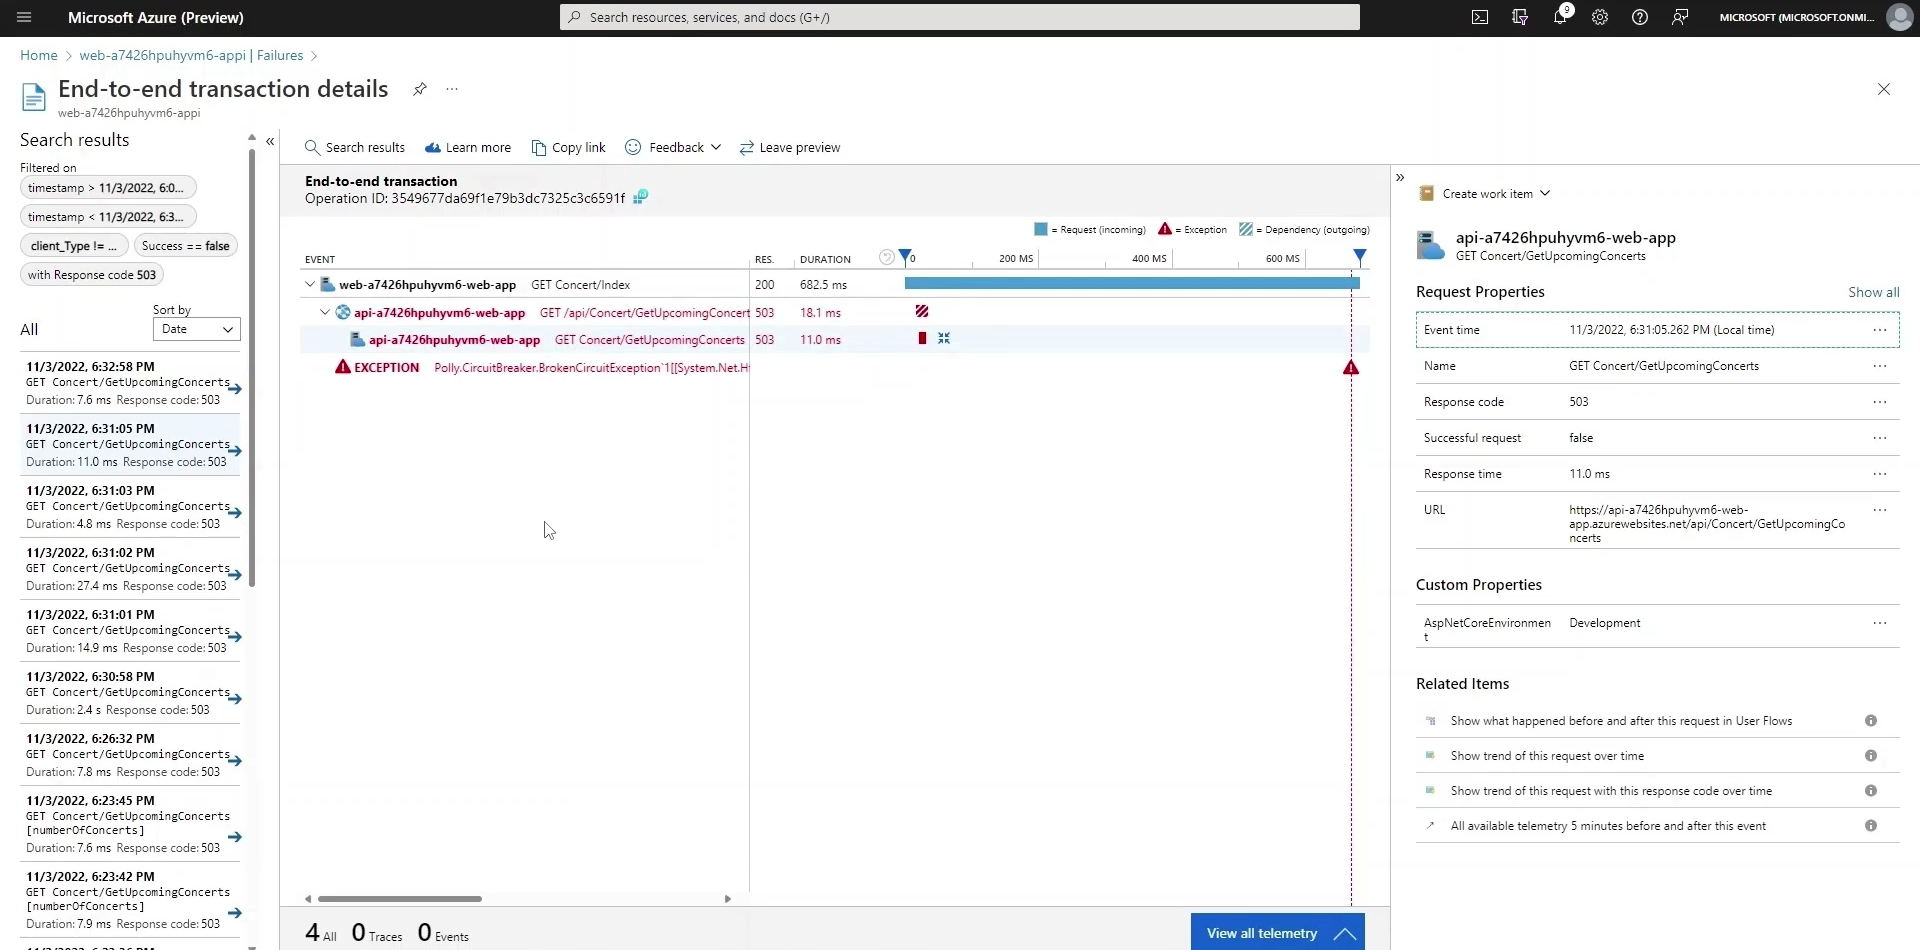 Microsoft Azure (Preview)
Search resources, services, and docs (G+/)
9
MICROSOFT (MICROSOFT.ONMI...
Home > web-a7426hpuhyvm6-appi | Failures >
End-to-end transaction details
...
web-a7426hpuhyvm6-appi
Search results
Filtered on
timestamp > 11/3/2022, 6:0...
timestamp < 11/3/2022, 6:3...
client_Type != ...
Success == false
with Response code 503
All
Sort by
Date
11/3/2022, 6:32:58 PM
GET Concert/GetUpcomingConcerts
Duration: 7.6 ms Response code: 503
11/3/2022, 6:31:05 PM
GET Concert/GetUpcomingConcerts
Duration: 11.0 ms Response code: 503
11/3/2022, 6:31:03 PM
GET Concert/GetUpcomingConcerts
Duration: 4.8 ms Response code: 503
11/3/2022, 6:31:02 PM
GET Concert/GetUpcomingConcerts
Duration: 27.4 ms Response code: 503
11/3/2022, 6:31:01 PM
GET Concert/GetUpcomingConcerts
Duration: 14.9 ms Response code: 503
11/3/2022, 6:30:58 PM
GET Concert/GetUpcomingConcerts
Duration: 2.4 s Response code: 503
11/3/2022, 6:26:32 PM
GET Concert/GetUpcomingConcerts
Duration: 7.8 ms Response code: 503
11/3/2022, 6:23:45 PM
GET Concert/GetUpcomingConcerts
[numberOfConcerts]
Duration: 7.6 ms Response code: 503
11/3/2022, 6:23:42 PM
GET Concert/GetUpcomingConcerts
[numberOfConcerts]
Duration: 7.9 ms Response code: 503
Search results
Learn more
Copy link
Feedback
Leave preview
End-to-end transaction
Operation ID: 3549677da69f1e79b3dc7325c3c6591f
= Request (incoming) = Exception = Dependency (outgoing)
EVENT RES. DURATION 0 200 MS 400 MS 600 MS
web-a7426hpuhyvm6-web-app GET Concert/Index 200 682.5 ms
api-a7426hpuhyvm6-web-app GET /api/Concert/GetUpcomingConcert 503 18.1 ms
api-a7426hpuhyvm6-web-app GET Concert/GetUpcomingConcerts 503 11.0 ms
EXCEPTION Polly.CircuitBreaker.BrokenCircuitException`1[[System.Net.Ht
4 All 0 Traces 0 Events
View all telemetry
Create work item
api-a7426hpuhyvm6-web-app
GET Concert/GetUpcomingConcerts
Request Properties Show all
Event time 11/3/2022, 6:31:05.262 PM (Local time) ...
Name GET Concert/GetUpcomingConcerts ...
Response code 503 ...
Successful request false ...
Response time 11.0 ms ...
URL https://api-a7426hpuhyvm6-web- ...
app.azurewebsites.net/api/Concert/GetUpcomingCo
ncerts
Custom Properties
AspNetCoreEnvironmen Development ...
t
Related Items
Show what happened before and after this request in User Flows
Show trend of this request over time
Show trend of this request with this response code over time
All available telemetry 5 minutes before and after this event